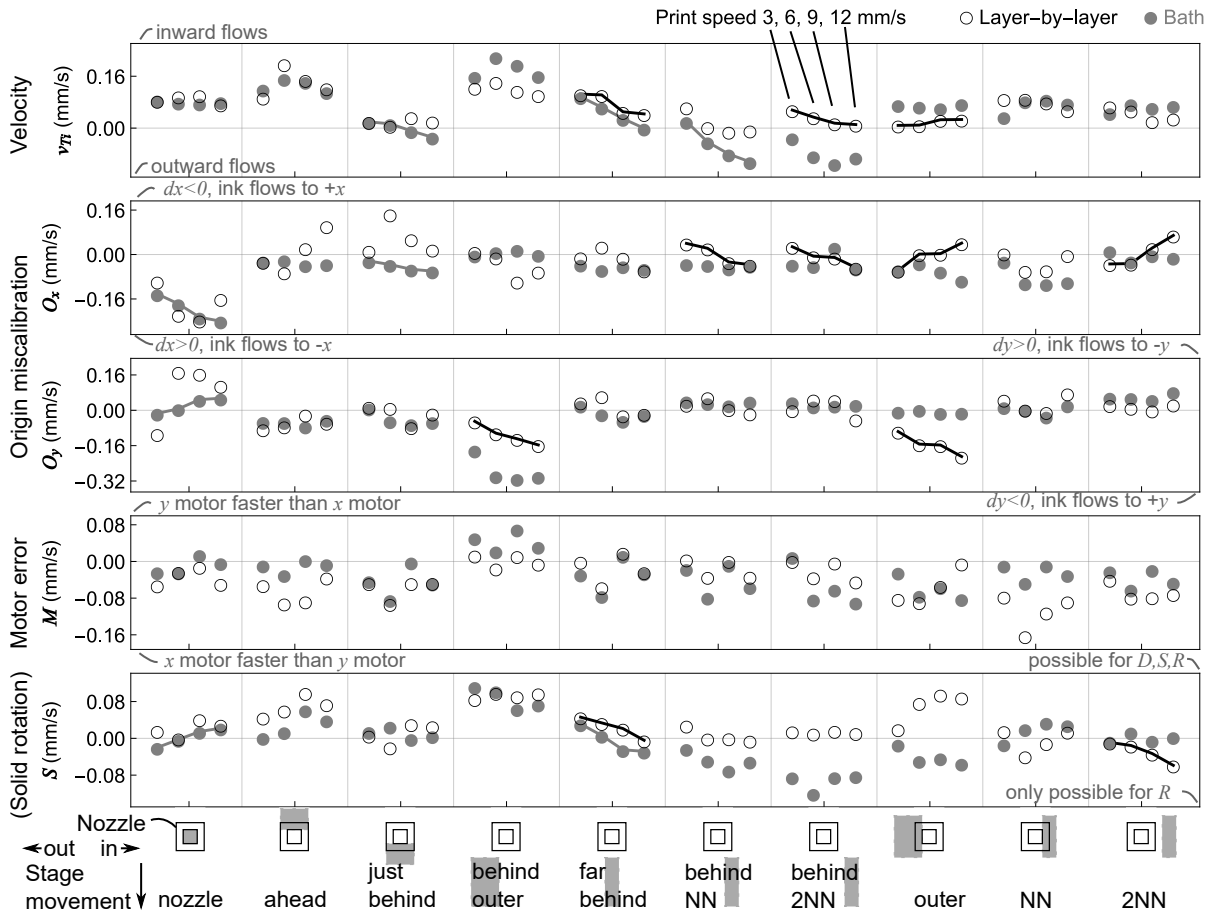 Print speed 3, 6, 9, 12 mm/s
Layer-by-layer
Bath
inward flows
Velocity
vTi (mm/s)
0.16
0.00
outward flows
dx<0, ink flows to +x
Origin miscalibration
Ox (mm/s)
0.16
0.00
−0.16
dx>0, ink flows to -x
dy>0, ink flows to -y
Oy (mm/s)
0.16
0.00
−0.16
−0.32
dy<0, ink flows to +y
y motor faster than x motor
Motor error
M (mm/s)
0.08
0.00
−0.08
−0.16
x motor faster than y motor
possible for D,S,R
(Solid rotation)
S (mm/s)
0.08
0.00
−0.08
only possible for R
Nozzle
out in
Stage
movement
nozzle
ahead
just
behind
behind
outer
far
behind
behind
NN
behind
2NN
outer
NN
2NN